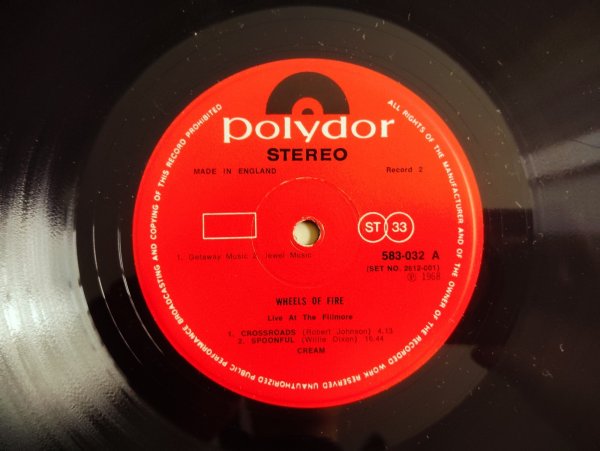 polydor
STEREO
MADE IN ENGLAND Record 2
ST 33
1. Getaway Music 2. Jewel Music 583-032 A
(SET NO. 2612-001)
Ⓟ 1968
WHEELS OF FIRE
Live At The Fillmore
1. CROSSROADS (Robert Johnson) 4.13
2. SPOONFUL (Willie Dixon) 16.44
CREAM
ALL RIGHTS OF THE MANUFACTURER AND OF THE OWNER OF THE RECORDED WORK RESERVED UNAUTHORIZED PUBLIC PERFORMANCE BROADCASTING AND COPYING OF THIS RECORD PROHIBITED